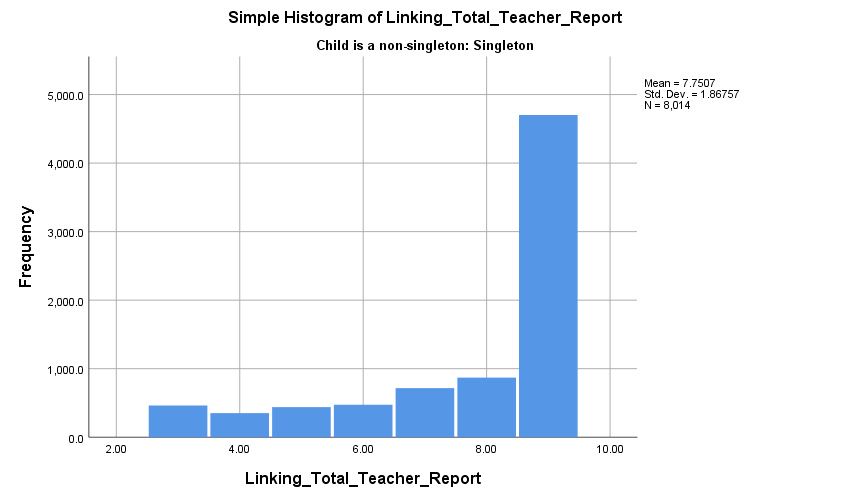 Simple Histogram of Linking_Total_Teacher_Report
Child is a non-singleton: Singleton
Mean = 7.7507
Std. Dev. = 1.86757
N = 8,014
Frequency
5,000.0
4,000.0
3,000.0
2,000.0
1,000.0
0.0
2.00 4.00 6.00 8.00 10.00
Linking_Total_Teacher_Report